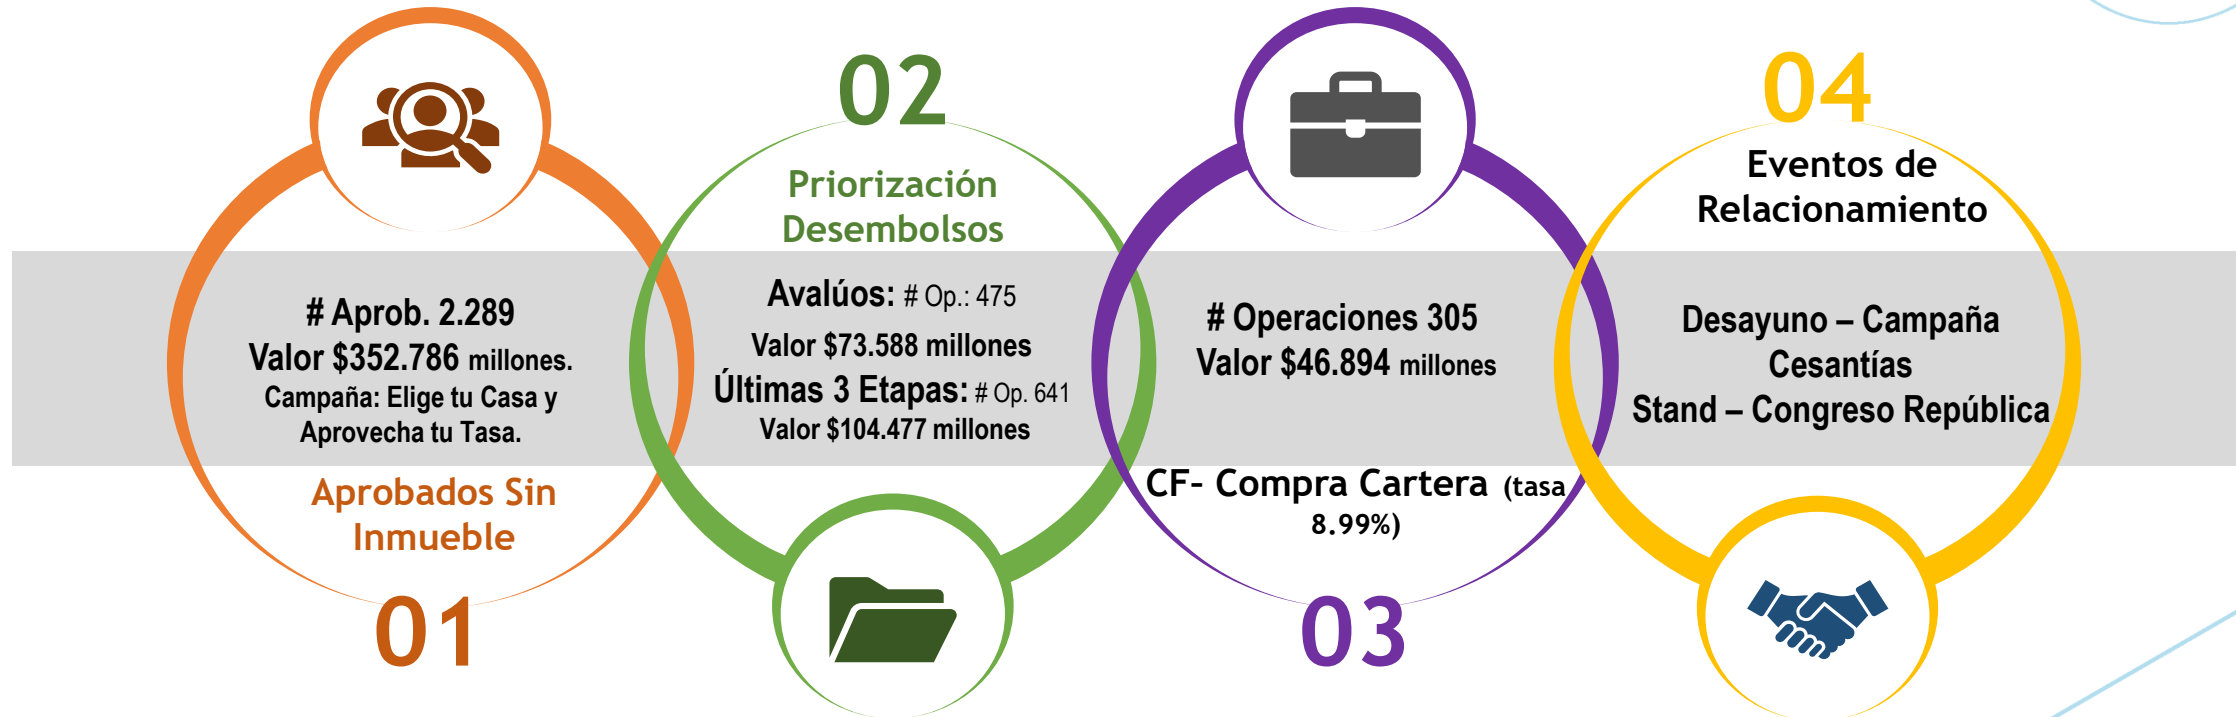 # Aprob. 2.289
Valor $352.786 millones.
Campaña: Elige tu Casa y
Aprovecha tu Tasa.
Aprobados Sin
Inmueble
01
02
Priorización
Desembolsos
Avalúos: # Op.: 475
Valor $73.588 millones
Últimas 3 Etapas: # Op. 641
Valor $104.477 millones
# Operaciones 305
Valor $46.894 millones
CF- Compra Cartera (tasa
8.99%)
03
04
Eventos de
Relacionamiento
Desayuno – Campaña
Cesantías
Stand – Congreso República